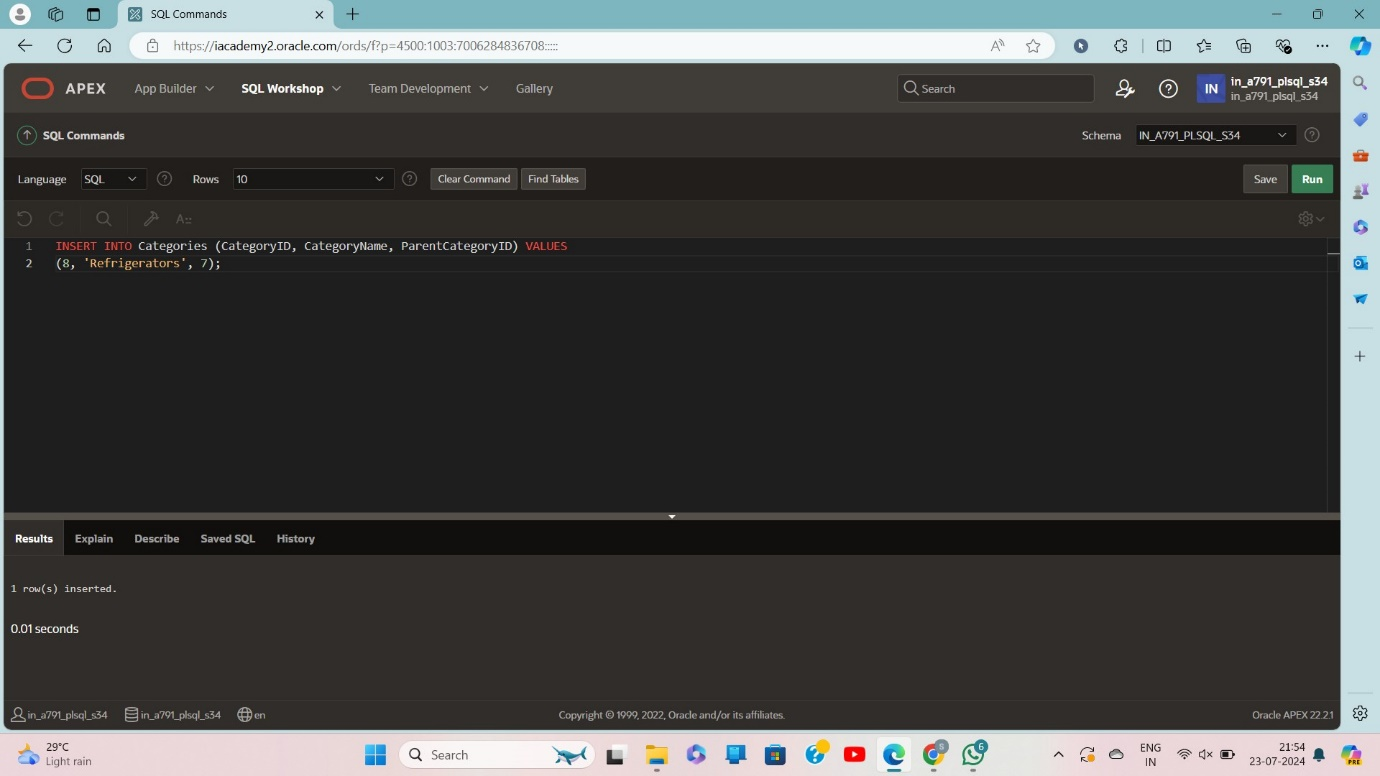 SQL Commands
https://iacademy2.oracle.com/ords/f?p=4500:1003:7006284836708:::::
APEX App Builder SQL Workshop Team Development Gallery Search IN in_a791_plsql_s34
in_a791_plsql_s34
SQL Commands Schema IN_A791_PLSQL_S34
Language SQL Rows 10 Clear Command Find Tables Save Run
1 INSERT INTO Categories (CategoryID, CategoryName, ParentCategoryID) VALUES
2 (8, 'Refrigerators', 7);
Results Explain Describe Saved SQL History
1 row(s) inserted.
0.01 seconds
in_a791_plsql_s34 in_a791_plsql_s34 en Copyright © 1999, 2022, Oracle and/or its affiliates. Oracle APEX 22.2.1
29°C
Light rain
Search
S
6
ENG
IN
21:54
23-07-2024
PRE